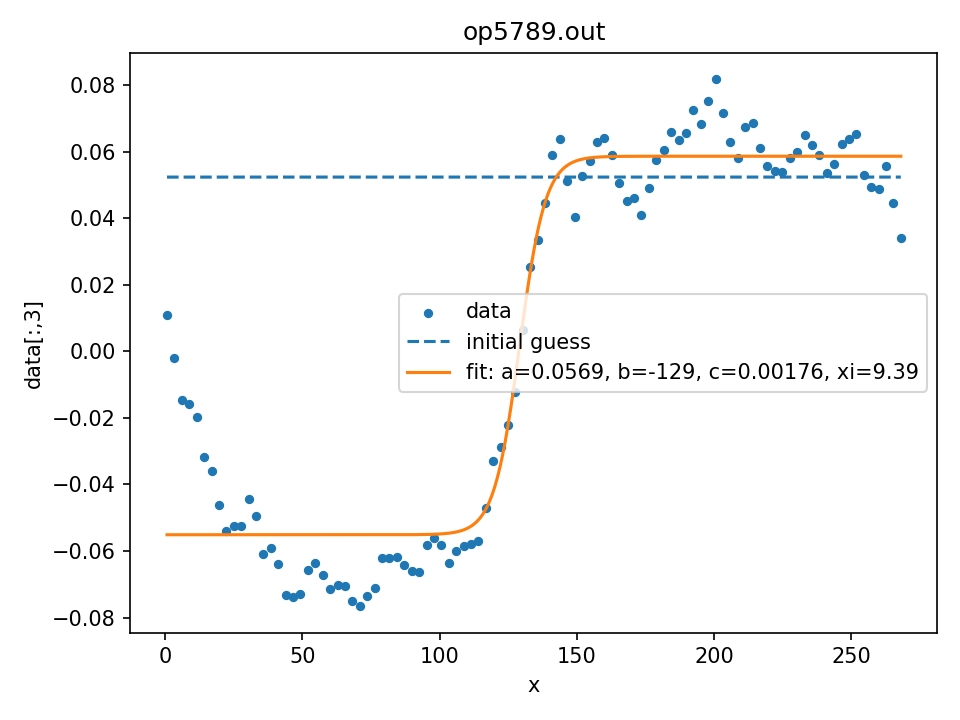 op5789.out
0.08
0.06
0.04
0.02
0.00
−0.02
−0.04
−0.06
−0.08
data[:,3]
data
initial guess
fit: a=0.0569, b=-129, c=0.00176, xi=9.39
0 50 100 150 200 250
x